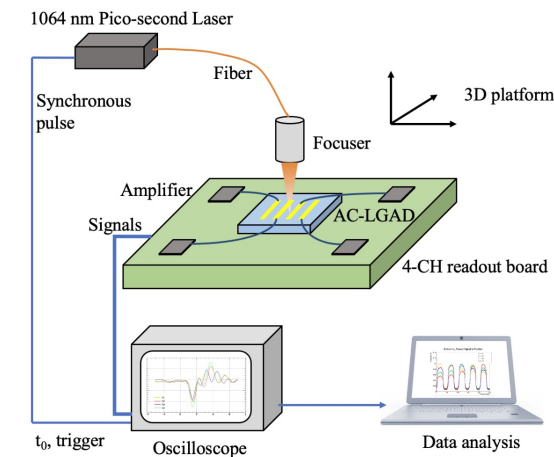 1064 nm Pico-second Laser
Fiber
Synchronous
pulse
3D platform
Focuser
Amplifier
AC-LGAD
Signals
4-CH readout board
t₀, trigger
Oscilloscope
Data analysis